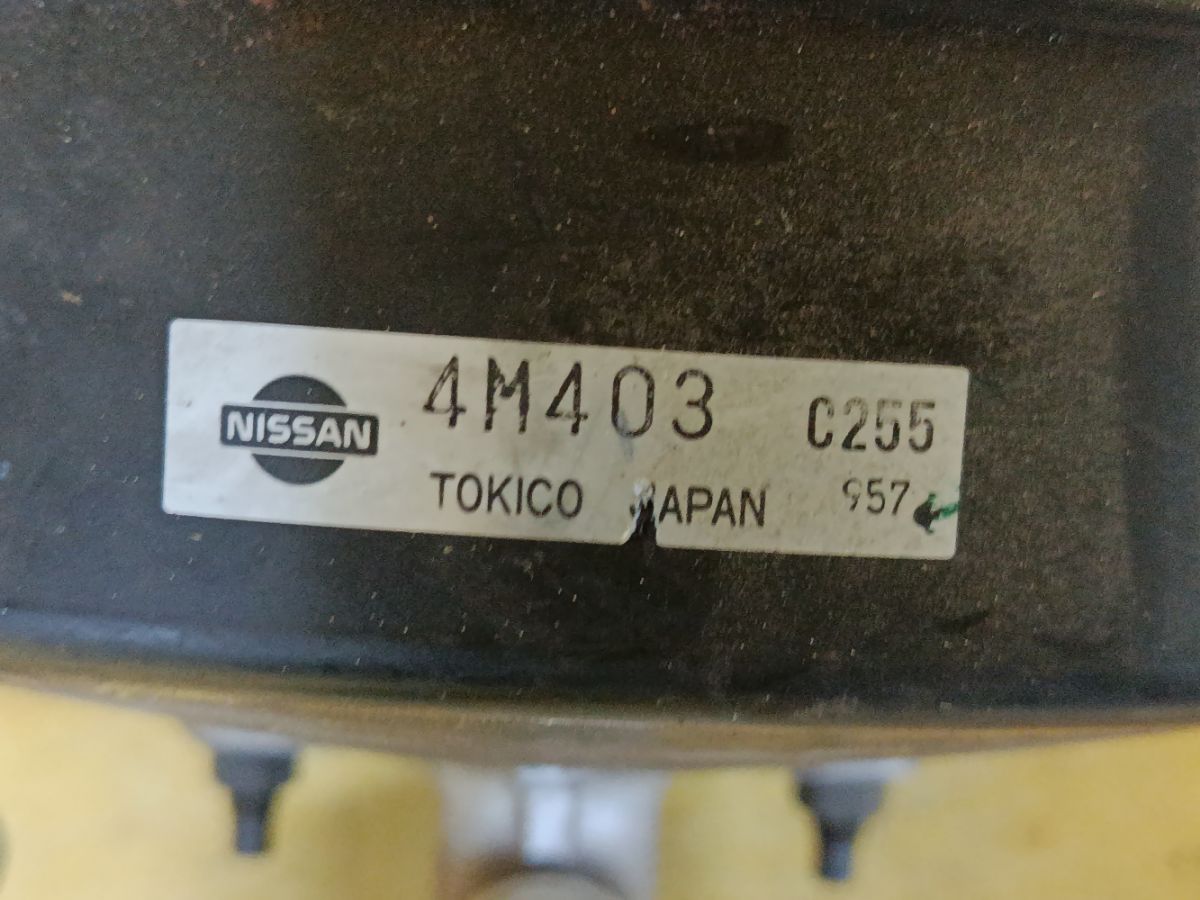 NISSAN
4M403 C255
TOKICO JAPAN 957